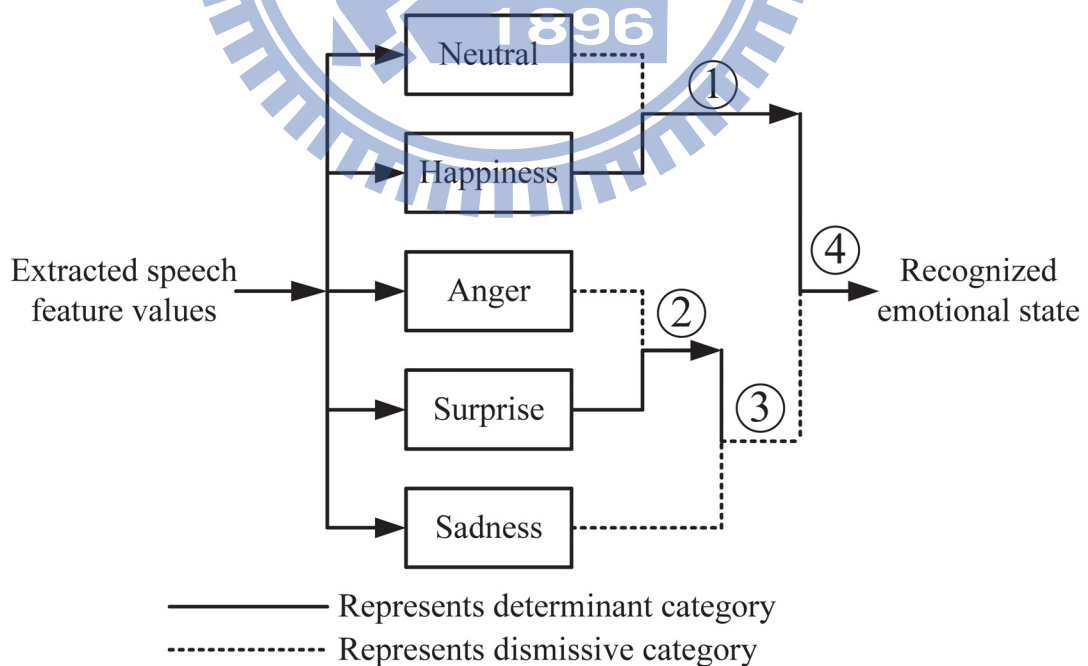 1896
Neutral
①
Happiness
④
Extracted speech
feature values
Anger
Recognized
emotional state
②
Surprise
③
Sadness
Represents determinant category
Represents dismissive category